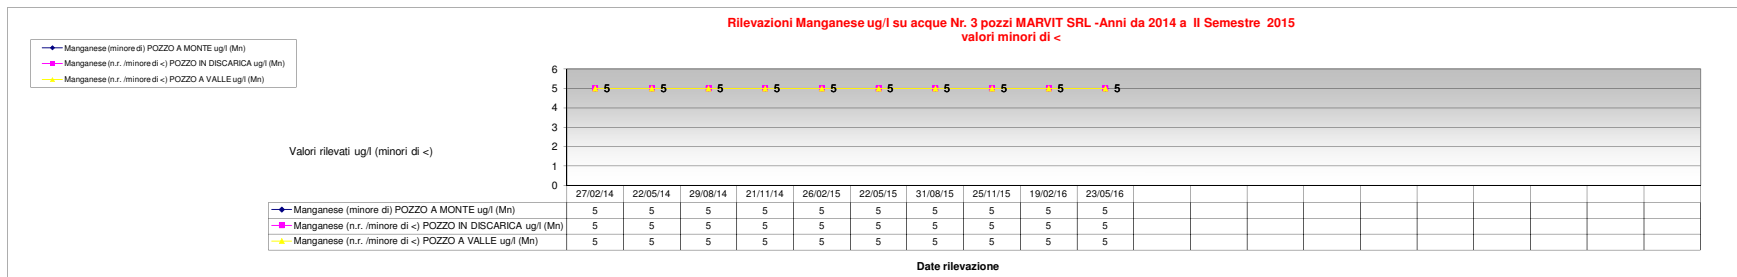 Rilevazioni Manganese ug/l su acque Nr. 3 pozzi MARVIT SRL -Anni da 2014 a II Semestre 2015
valori minori di <
Manganese (minore di) POZZO A MONTE ug/l (Mn)
Manganese (n.r. /minore di <) POZZO IN DISCARICA ug/l (Mn)
Manganese (n.r. /minore di <) POZZO A VALLE ug/l (Mn)
6
5 5 5 5 5 5 5 5 5 5 5
4
3
2
1
0
Valori rilevati ug/l (minori di <)
27/02/14 22/05/14 29/08/14 21/11/14 26/02/15 22/05/15 31/08/15 25/11/15 19/02/16 23/05/16
Manganese (minore di) POZZO A MONTE ug/l (Mn) 5 5 5 5 5 5 5 5 5 5
Manganese (n.r. /minore di <) POZZO IN DISCARICA ug/l (Mn) 5 5 5 5 5 5 5 5 5 5
Manganese (n.r. /minore di <) POZZO A VALLE ug/l (Mn) 5 5 5 5 5 5 5 5 5 5
Date rilevazione